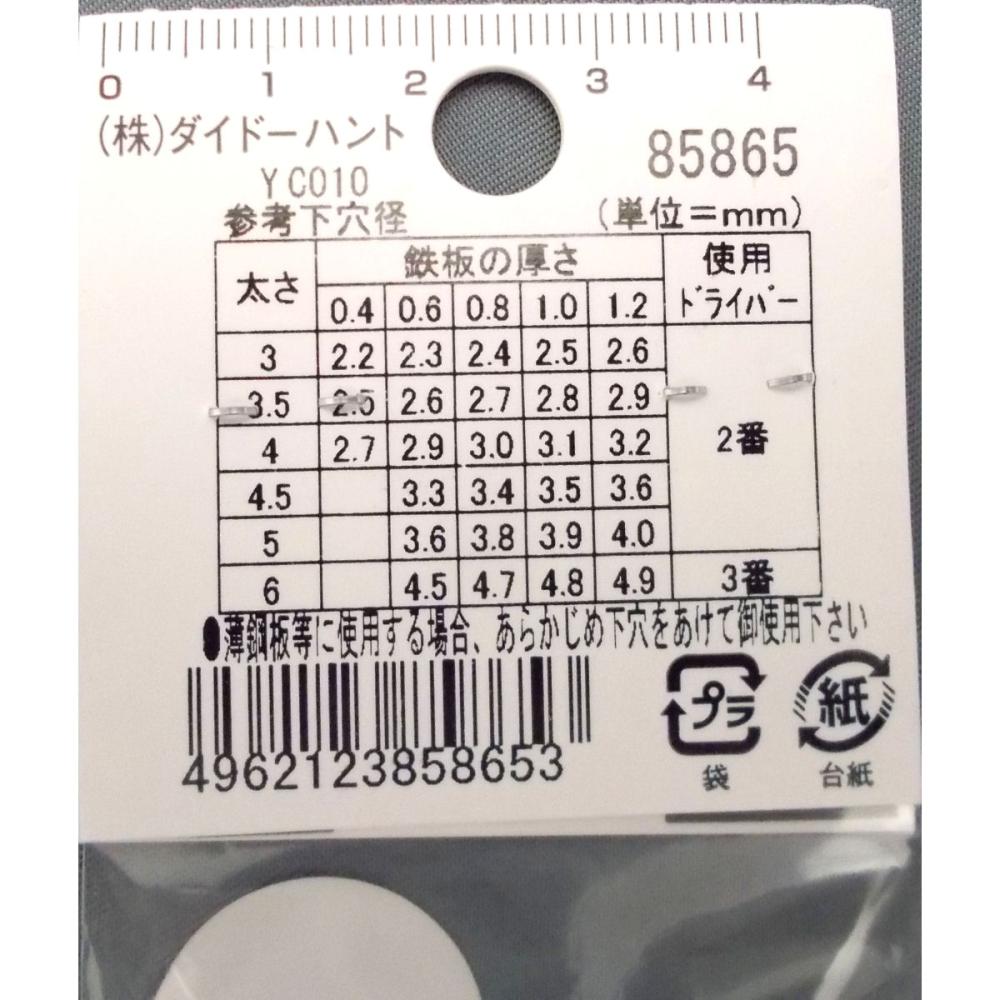 0 1 2 3 4
(株)ダイドーハント
85865
YC010
参考下穴径 (単位=mm)
太さ 鉄板の厚さ 使用ドライバー
0.4 0.6 0.8 1.0 1.2
3 2.2 2.3 2.4 2.5 2.6
3.5 2.5 2.6 2.7 2.8 2.9
2番
4 2.7 2.9 3.0 3.1 3.2
4.5 3.3 3.4 3.5 3.6
5 3.6 3.8 3.9 4.0
6 4.5 4.7 4.8 4.9 3番
●薄鋼板等に使用する場合、あらかじめ下穴をあけて御使用下さい
プラ 紙
4962123858653
袋 台紙